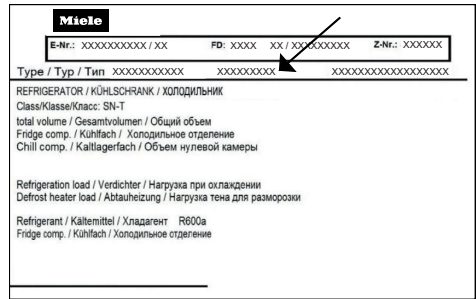 Miele
E-Nr.: XXXXXXXXXX / XX FD: XXXX XX / XXXXXXXXX Z-Nr.: XXXXXX
Type / Typ / Тип XXXXXXXXXXX XXXXXXXXX XXXXXXXXXXXXXXXXXX
REFRIGERATOR / KÜHLSCHRANK / ХОЛОДИЛЬНИК
Class/Klasse/Класс: SN-T
total volume / Gesamtvolumen / Общий объем
Fridge comp. / Kühlfach / Холодильное отделение
Chill comp. / Kaltlagerfach / Объем нулевой камеры
Refrigeration load / Verdichter / Нагрузка при охлаждении
Defrost heater load / Abtauheizung / Нагрузка тена для разморозки
Refrigerant / Kältemittel / Хладагент R600a
Fridge comp. / Kühlfach / Холодильное отделение